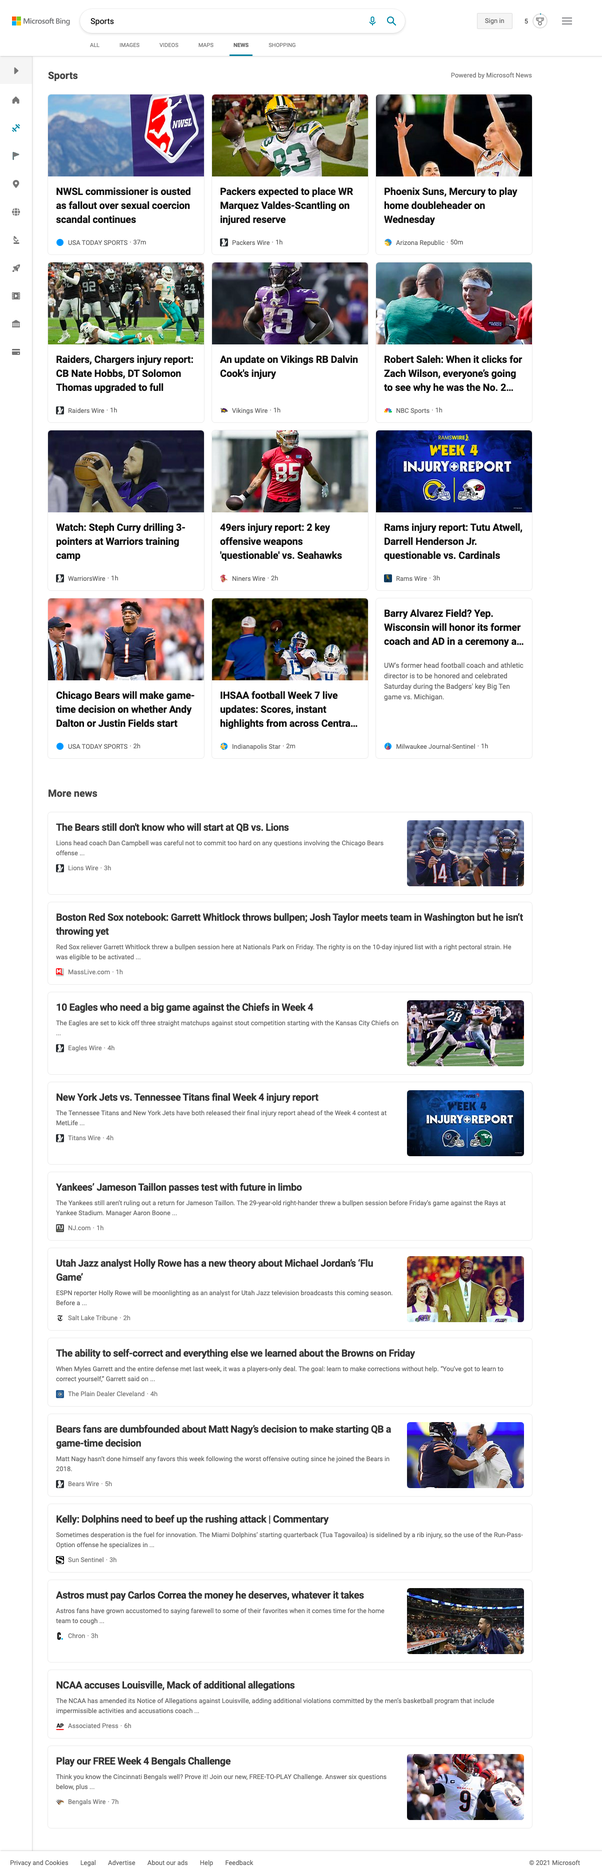 Microsoft Bing
Sports
Sign in
5
ALL IMAGES VIDEOS MAPS NEWS SHOPPING
Sports
Powered by Microsoft News
NWSL
NWSL commissioner is ousted
as fallout over sexual coercion
scandal continues
USA TODAY SPORTS · 37m
83
Packers expected to place WR
Marquez Valdes-Scantling on
injured reserve
Packers Wire · 1h
Phoenix Suns, Mercury to play
home doubleheader on
Wednesday
Arizona Republic · 50m
92
24
Raiders, Chargers injury report:
CB Nate Hobbs, DT Solomon
Thomas upgraded to full
Raiders Wire · 1h
33
An update on Vikings RB Dalvin
Cook's injury
Vikings Wire · 1h
Robert Saleh: When it clicks for
Zach Wilson, everyone's going
to see why he was the No. 2...
NBC Sports · 1h
Watch: Steph Curry drilling 3-
pointers at Warriors training
camp
WarriorsWire · 1h
85
49ers injury report: 2 key
offensive weapons
'questionable' vs. Seahawks
Niners Wire · 2h
RAMSWIRE
WEEK 4
INJURY+REPORT
Rams injury report: Tutu Atwell,
Darrell Henderson Jr.
questionable vs. Cardinals
Rams Wire · 3h
1
Chicago Bears will make game-
time decision on whether Andy
Dalton or Justin Fields start
USA TODAY SPORTS · 2h
13
IHSAA football Week 7 live
updates: Scores, instant
highlights from across Centra...
Indianapolis Star · 2m
Barry Alvarez Field? Yep.
Wisconsin will honor its former
coach and AD in a ceremony a...
UW's former head football coach and athletic
director is to be honored and celebrated
Saturday during the Badgers' key Big Ten
game vs. Michigan.
Milwaukee Journal-Sentinel · 1h
More news
The Bears still don't know who will start at QB vs. Lions
Lions head coach Dan Campbell was careful not to commit too hard on any questions involving the Chicago Bears
offense ...
Lions Wire · 3h
14
1
Boston Red Sox notebook: Garrett Whitlock throws bullpen; Josh Taylor meets team in Washington but he isn't
throwing yet
Red Sox reliever Garrett Whitlock threw a bullpen session here at Nationals Park on Friday. The righty is on the 10-day injured list with a right pectoral strain. He
was eligible to be activated ...
MassLive.com · 1h
10 Eagles who need a big game against the Chiefs in Week 4
The Eagles are set to kick off three straight matchups against stout competition starting with the Kansas City Chiefs on
...
Eagles Wire · 4h
28
New York Jets vs. Tennessee Titans final Week 4 injury report
The Tennessee Titans and New York Jets have both released their final injury report ahead of the Week 4 contest at
MetLife ...
Titans Wire · 4h
WEEK 4
INJURY+REPORT
Yankees' Jameson Taillon passes test with future in limbo
The Yankees still aren't ruling out a return for Jameson Taillon. The 29-year-old right-hander threw a bullpen session before Friday's game against the Rays at
Yankee Stadium. Manager Aaron Boone ...
NJ.com · 1h
Utah Jazz analyst Holly Rowe has a new theory about Michael Jordan's 'Flu
Game'
ESPN reporter Holly Rowe will be moonlighting as an analyst for Utah Jazz television broadcasts this coming season.
Before a ...
Salt Lake Tribune · 2h
The ability to self-correct and everything else we learned about the Browns on Friday
When Myles Garrett and the entire defense met last week, it was a players-only deal. The goal: learn to make corrections without help. "You've got to learn to
correct yourself," Garrett said on ...
The Plain Dealer Cleveland · 4h
Bears fans are dumbfounded about Matt Nagy's decision to make starting QB a
game-time decision
Matt Nagy hasn't done himself any favors this week following the worst offensive outing since he joined the Bears in
2018.
Bears Wire · 5h
Kelly: Dolphins need to beef up the rushing attack | Commentary
Sometimes desperation is the fuel for innovation. The Miami Dolphins' starting quarterback (Tua Tagovailoa) is sidelined by a rib injury, so the use of the Run-Pass-
Option offense he specializes in ...
Sun Sentinel · 3h
Astros must pay Carlos Correa the money he deserves, whatever it takes
Astros fans have grown accustomed to saying farewell to some of their favorites when it comes time for the home
team to cough ...
Chron · 3h
NCAA accuses Louisville, Mack of additional allegations
The NCAA has amended its Notice of Allegations against Louisville, adding additional violations committed by the men's basketball program that include
impermissible activities and accusations coach ...
AP Associated Press · 6h
Play our FREE Week 4 Bengals Challenge
Think you know the Cincinnati Bengals well? Prove it! Join our new, FREE-TO-PLAY Challenge. Answer six questions
below, plus ...
Bengals Wire · 7h
9
Privacy and Cookies Legal Advertise About our ads Help Feedback © 2021 Microsoft